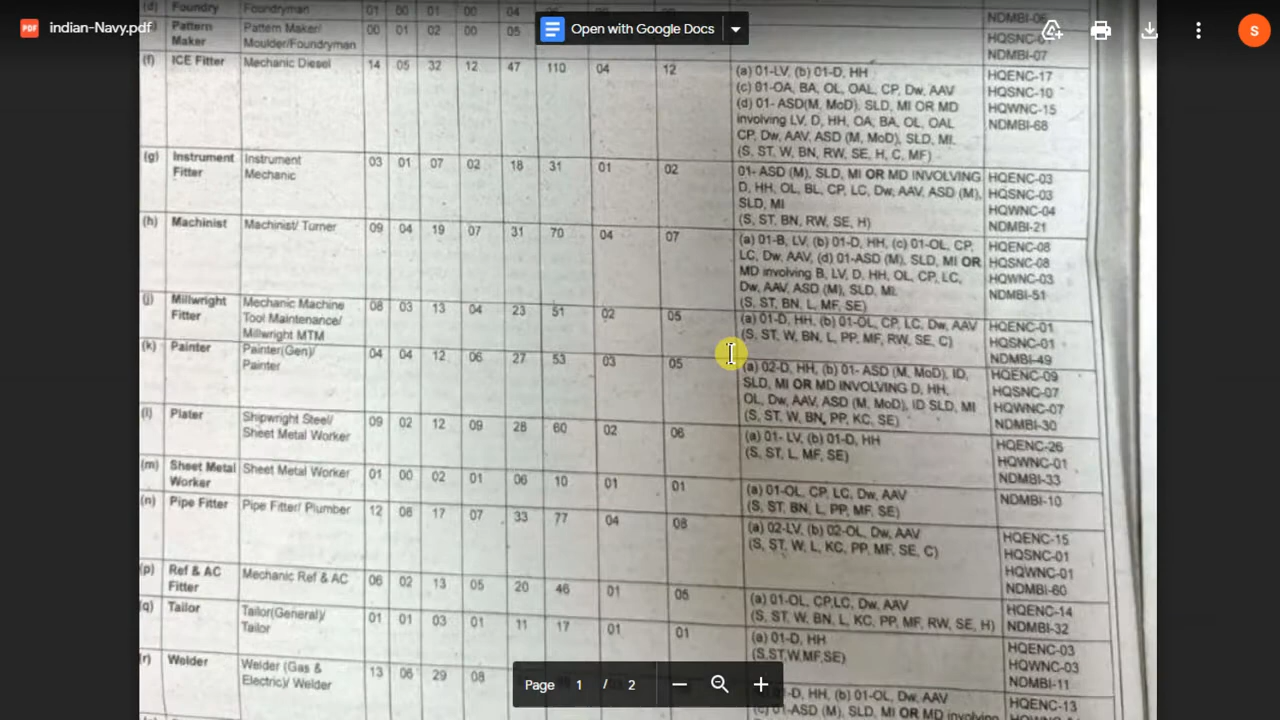 indian-Navy.pdf
Open with Google Docs
S
(d) Foundry Foundryman 01 00 01 00 04 NDMBI-06
Pattern Maker Pattern Maker/ Moulder/Foundryman 00 01 02 00 05 NDMBI-07
(f) ICE Fitter Mechanic Diesel 14 05 32 12 47 110 04 12
(a) 01-LV, (b) 01-D, HH
(c) 01-OA, BA, OL, OAL, CP, Dw, AAV
(d) 01- ASD(M, MoD), SLD, MI OR MD
involving LV, D, HH, OA, BA, OL, OAL
CP, Dw, AAV, ASD (M, MoD), SLD, MI.
(S, ST, W, BN, RW, SE, H, C, MF)
HQENC-17
HQSNC-10
HQWNC-15
NDMBI-68
(g) Instrument Fitter Instrument Mechanic 03 01 07 02 18 31 01 02
01- ASD (M), SLD, MI OR MD INVOLVING
D, HH, OL, BL, CP, LC, Dw, AAV, ASD (M),
SLD, MI
(S, ST, BN, RW, SE, H)
HQENC-03
HQSNC-03
HQWNC-04
NDMBI-21
(h) Machinist Machinist/ Turner 09 04 19 07 31 70 04 07
(a) 01-B, LV, (b) 01-D, HH, (c) 01-OL, CP,
LC, Dw, AAV, (d) 01-ASD (M), SLD, MI OR
MD involving B, LV, D, HH, OL, CP, LC,
Dw, AAV, ASD (M), SLD, MI.
(S, ST, BN, L, MF, SE)
HQENC-08
HQSNC-08
HQWNC-03
NDMBI-51
(j) Millwright Fitter Mechanic Machine Tool Maintenance/ Millwright MTM 08 03 13 04 23 51 02 05
(a) 01-D, HH, (b) 01-OL, CP, LC, Dw, AAV
(S, ST, W, BN, L, PP, MF, RW, SE, C)
HQENC-01
HQSNC-01
NDMBI-49
(k) Painter Painter(Gen)/ Painter 04 04 12 06 27 53 03 05
(a) 02-D, HH, (b) 01- ASD (M, MoD), ID,
SLD, MI OR MD INVOLVING D, HH,
OL, Dw, AAV, ASD (M, MoD), ID SLD, MI
(S, ST, W, BN, PP, KC, SE)
HQENC-09
HQSNC-07
HQWNC-07
NDMBI-30
(l) Plater Shipwright Steel/ Sheet Metal Worker 09 02 12 09 28 60 02 06
(a) 01- LV, (b) 01-D, HH
(S, ST, L, MF, SE)
HQENC-26
HQWNC-01
NDMBI-33
(m) Sheet Metal Worker Sheet Metal Worker 01 00 02 01 06 10 01 01
(a) 01-OL, CP, LC, Dw, AAV
(S, ST, BN, L, PP, MF, SE)
NDMBI-10
(n) Pipe Fitter Pipe Fitter/ Plumber 12 08 17 07 33 77 04 08
(a) 02-LV, (b) 02-OL, Dw, AAV
(S, ST, W, L, KC, PP, MF, SE, C)
HQENC-15
HQSNC-01
HQWNC-01
NDMBI-60
(p) Ref & AC Fitter Mechanic Ref & AC 06 02 13 05 20 46 01 05
(a) 01-OL, CP,LC, Dw, AAV
(S, ST, W, BN, L, KC, PP, MF, RW, SE, H)
HQENC-14
NDMBI-32
(q) Tailor Tailor(General)/ Tailor 01 01 03 01 11 17 01 01
(a) 01-D, HH
(S,ST,W,MF,SE)
HQENC-03
HQWNC-03
NDMBI-11
(r) Welder Welder (Gas & Electric)/ Welder 13 06 29 08
-D, HH, (b) 01-OL, Dw, AAV
(c) 01-ASD (M), SLD, MI OR MD involving
HQENC-13
Page 1 / 2